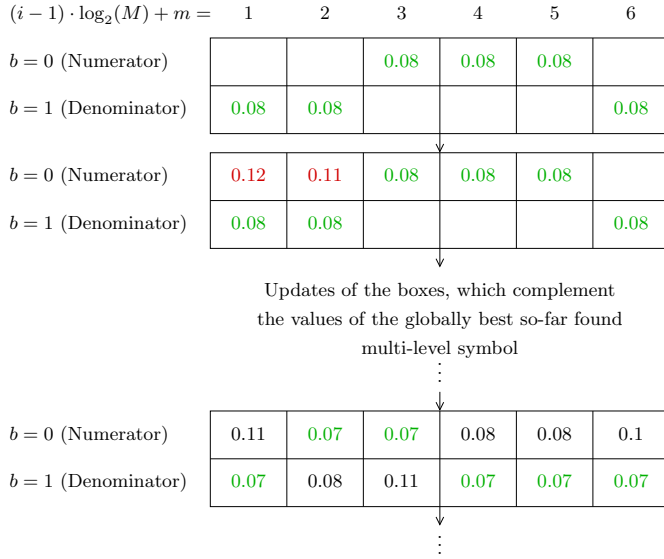 (i − 1) · log₂(M) + m = 1 2 3 4 5 6
b = 0 (Numerator) 0.08 0.08 0.08
b = 1 (Denominator) 0.08 0.08 0.08
b = 0 (Numerator) 0.12 0.11 0.08 0.08 0.08
b = 1 (Denominator) 0.08 0.08 0.08
Updates of the boxes, which complement
the values of the globally best so-far found
multi-level symbol
⋮
b = 0 (Numerator) 0.11 0.07 0.07 0.08 0.08 0.1
b = 1 (Denominator) 0.07 0.08 0.11 0.07 0.07 0.07
⋮